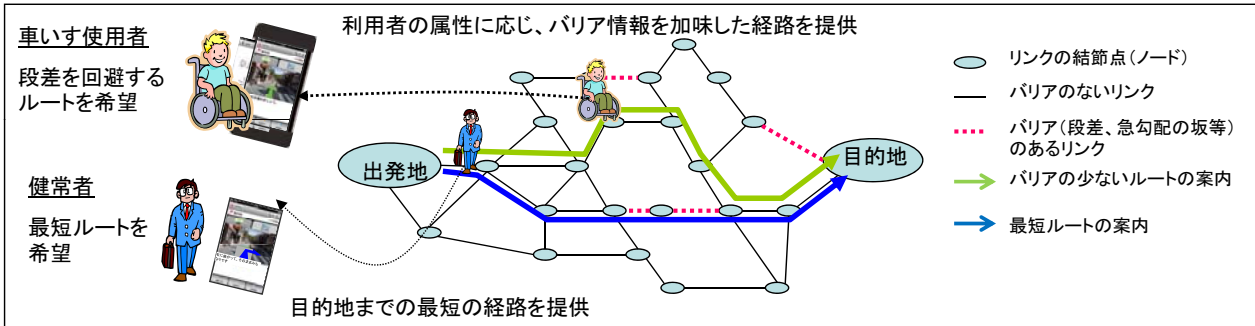 利用者の属性に応じ、バリア情報を加味した経路を提供
車いす使用者
段差を回避する
ルートを希望
健常者
最短ルートを
希望
出発地
目的地
目的地までの最短の経路を提供
リンクの結節点(ノード)
バリアのないリンク
バリア(段差、急勾配の坂等)
のあるリンク
バリアの少ないルートの案内
最短ルートの案内